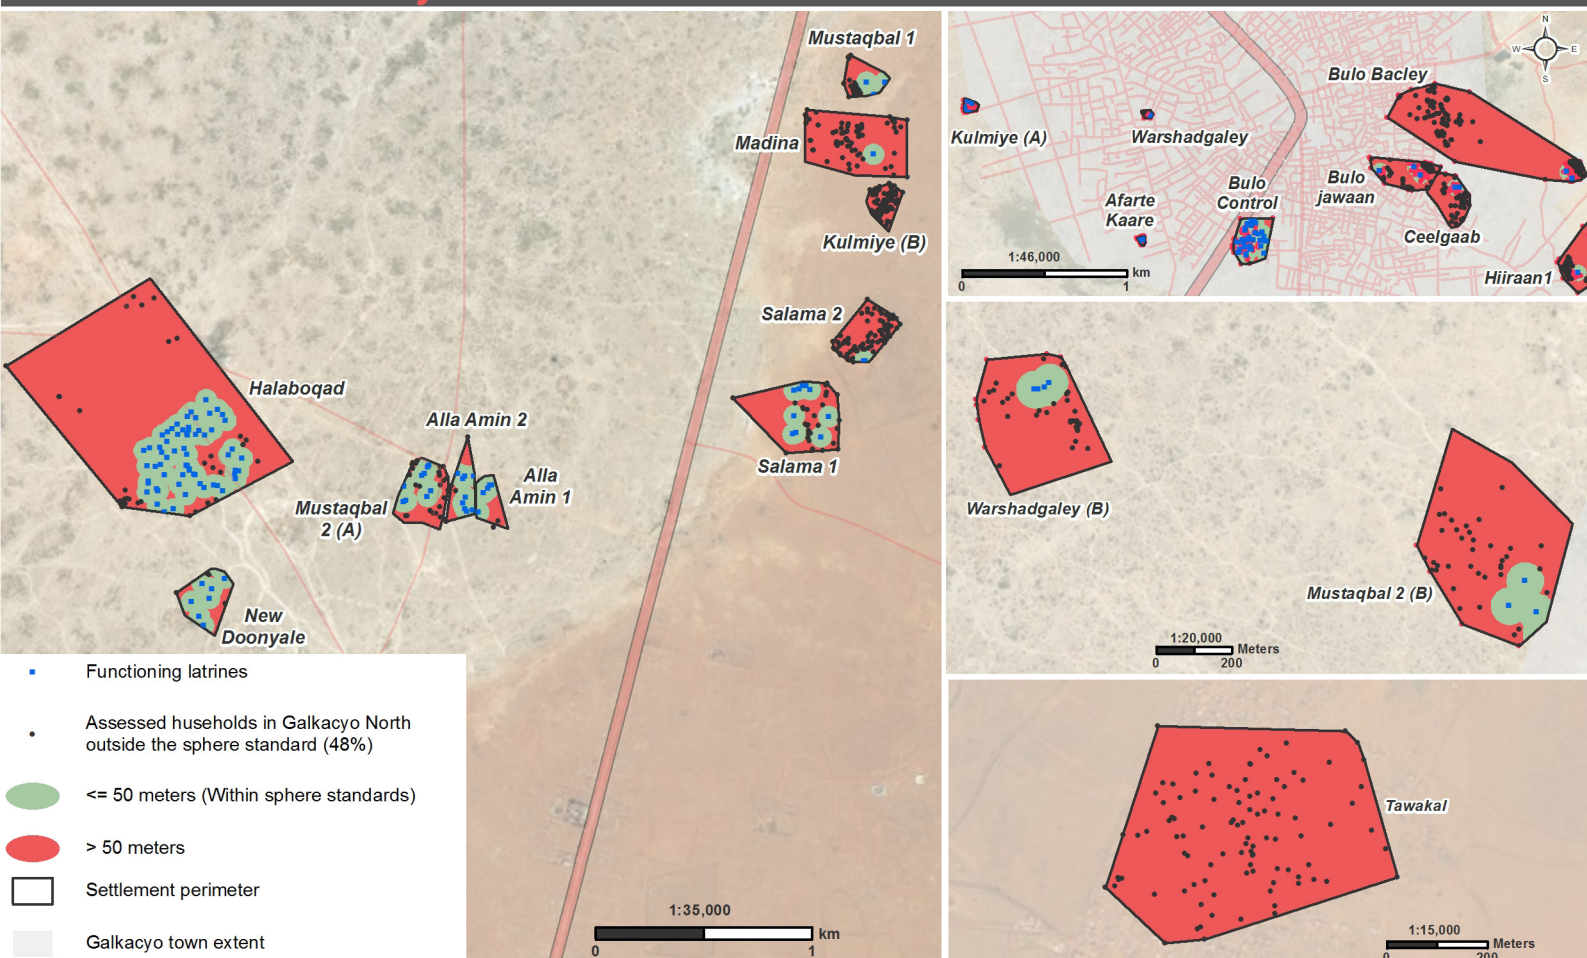 Mustaqbal 1
Madina
Kulmiye (B)
Salama 2
Salama 1
Halaboqad
Alla Amin 2
Alla
Amin 1
Mustaqbal
2 (A)
New
Doonyale
Functioning latrines
Assessed huseholds in Galkacyo North
outside the sphere standard (48%)
<= 50 meters (Within sphere standards)
> 50 meters
Settlement perimeter
Galkacyo town extent
1:35,000
km
0
1
N
W
E
S
Bulo Bacley
Kulmiye (A)
Warshadgaley
Bulo
Control
Bulo
jawaan
Afarte
Kaare
Ceelgaab
Hiiraan1
1:46,000
km
0
1
Warshadgaley (B)
Mustaqbal 2 (B)
1:20,000
Meters
0
200
Tawakal
1:15,000
Meters
0
200